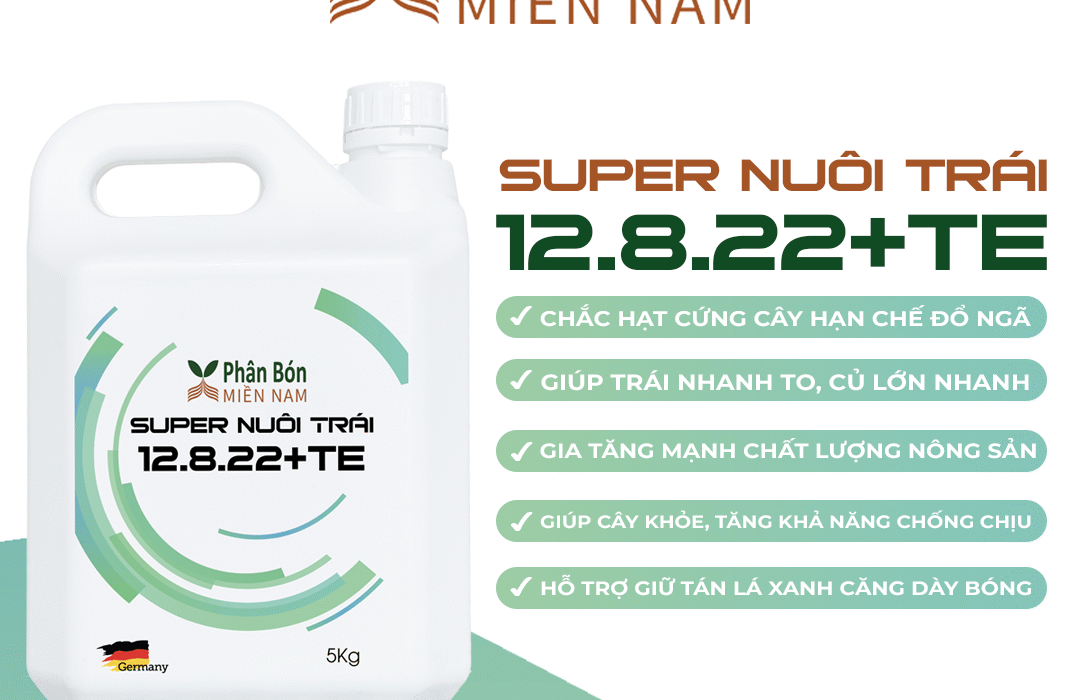 MIỀN NAM
SUPER NUÔI TRÁI
12.8.22+TE
✓ CHẮC HẠT CỨNG CÂY HẠN CHẾ ĐỔ NGÃ
✓ GIÚP TRÁI NHANH TO, CỦ LỚN NHANH
✓ GIA TĂNG MẠNH CHẤT LƯỢNG NÔNG SẢN
✓ GIÚP CÂY KHỎE, TĂNG KHẢ NĂNG CHỐNG CHỊU
✓ HỖ TRỢ GIỮ TÁN LÁ XANH CĂNG DÀY BÓNG
Phân Bón
MIỀN NAM
SUPER NUÔI TRÁI
12.8.22+TE
Germany
5Kg